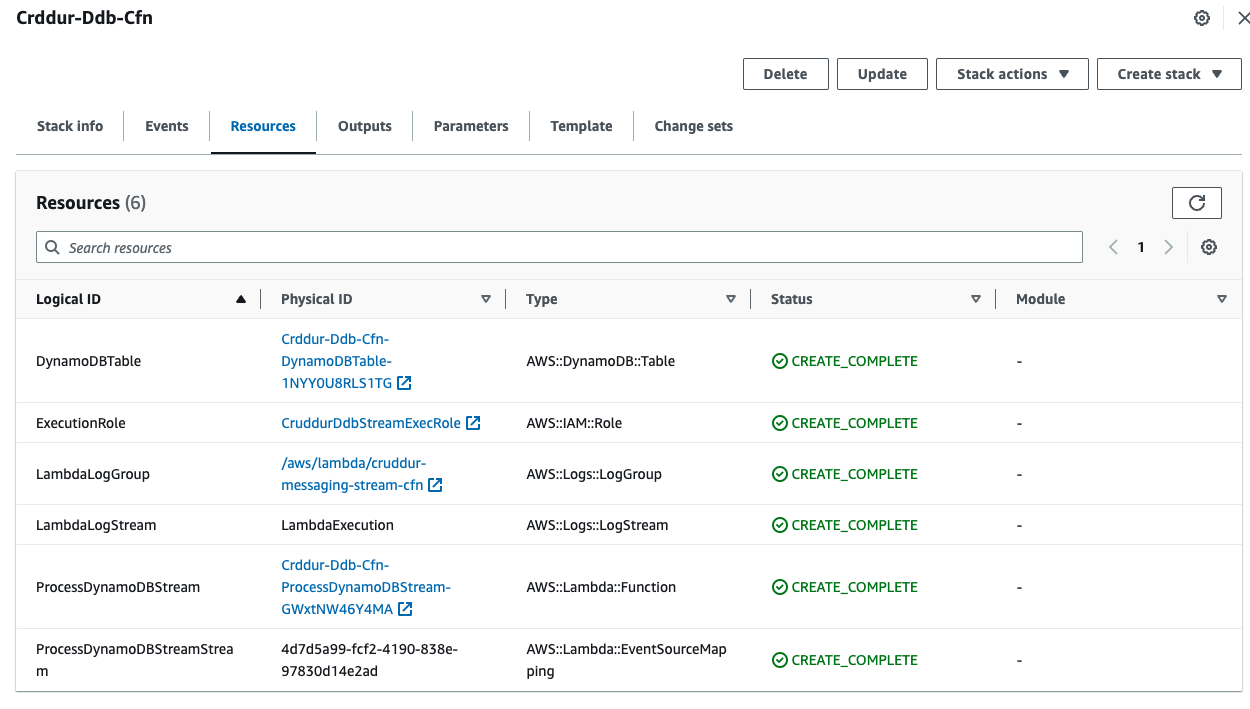 Crddur-Ddb-Cfn
Delete
Update
Stack actions
Create stack
Stack info
Events
Resources
Outputs
Parameters
Template
Change sets
Resources (6)
Search resources
1
Logical ID
Physical ID
Type
Status
Module
DynamoDBTable
Crddur-Ddb-Cfn-
DynamoDBTable-
1NYY0U8RLS1TG
AWS::DynamoDB::Table
CREATE_COMPLETE
-
ExecutionRole
CruddurDdbStreamExecRole
AWS::IAM::Role
CREATE_COMPLETE
-
LambdaLogGroup
/aws/lambda/cruddur-
messaging-stream-cfn
AWS::Logs::LogGroup
CREATE_COMPLETE
-
LambdaLogStream
LambdaExecution
AWS::Logs::LogStream
CREATE_COMPLETE
-
ProcessDynamoDBStream
Crddur-Ddb-Cfn-
ProcessDynamoDBStream-
GWxtNW46Y4MA
AWS::Lambda::Function
CREATE_COMPLETE
-
ProcessDynamoDBStreamStrea
m
4d7d5a99-fcf2-4190-838e-
97830d14e2ad
AWS::Lambda::EventSourceMap
ping
CREATE_COMPLETE
-